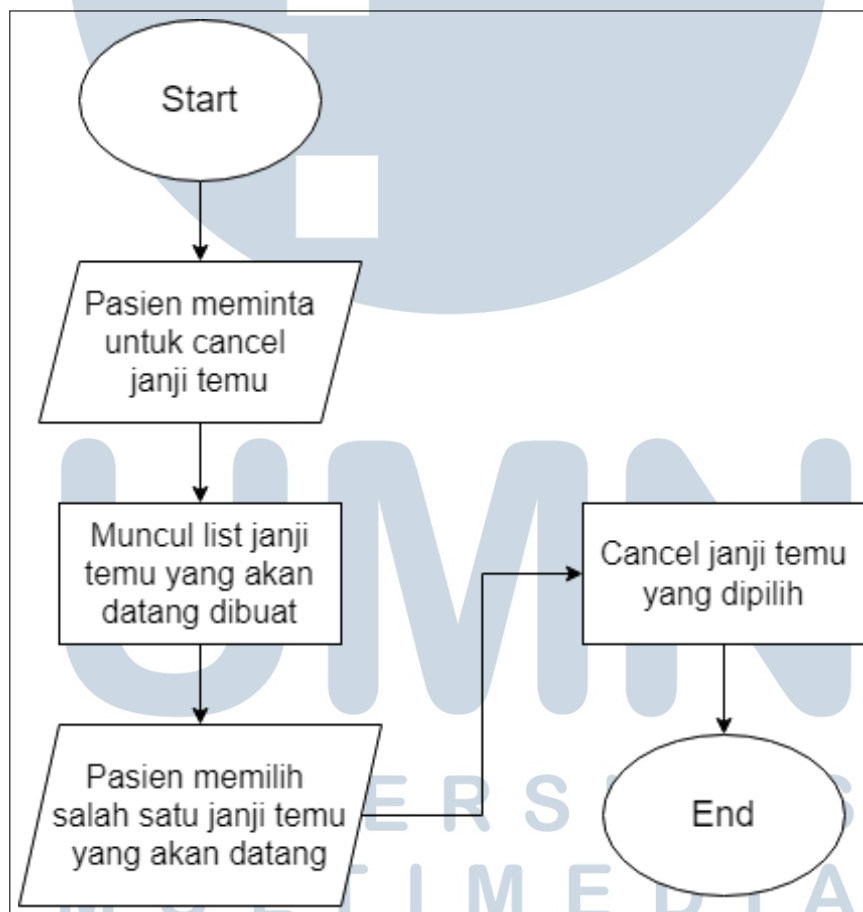 Start
Pasien meminta
untuk cancel
janji temu
Muncul list janji
temu yang akan
datang dibuat
Pasien memilih
salah satu janji temu
yang akan datang
Cancel janji temu
yang dipilih
End
UMN